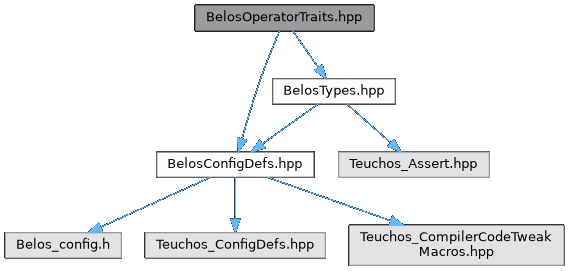 BelosOperatorTraits.hpp
BelosTypes.hpp
BelosConfigDefs.hpp
Teuchos_Assert.hpp
Belos_config.h
Teuchos_ConfigDefs.hpp
Teuchos_CompilerCodeTweak
Macros.hpp